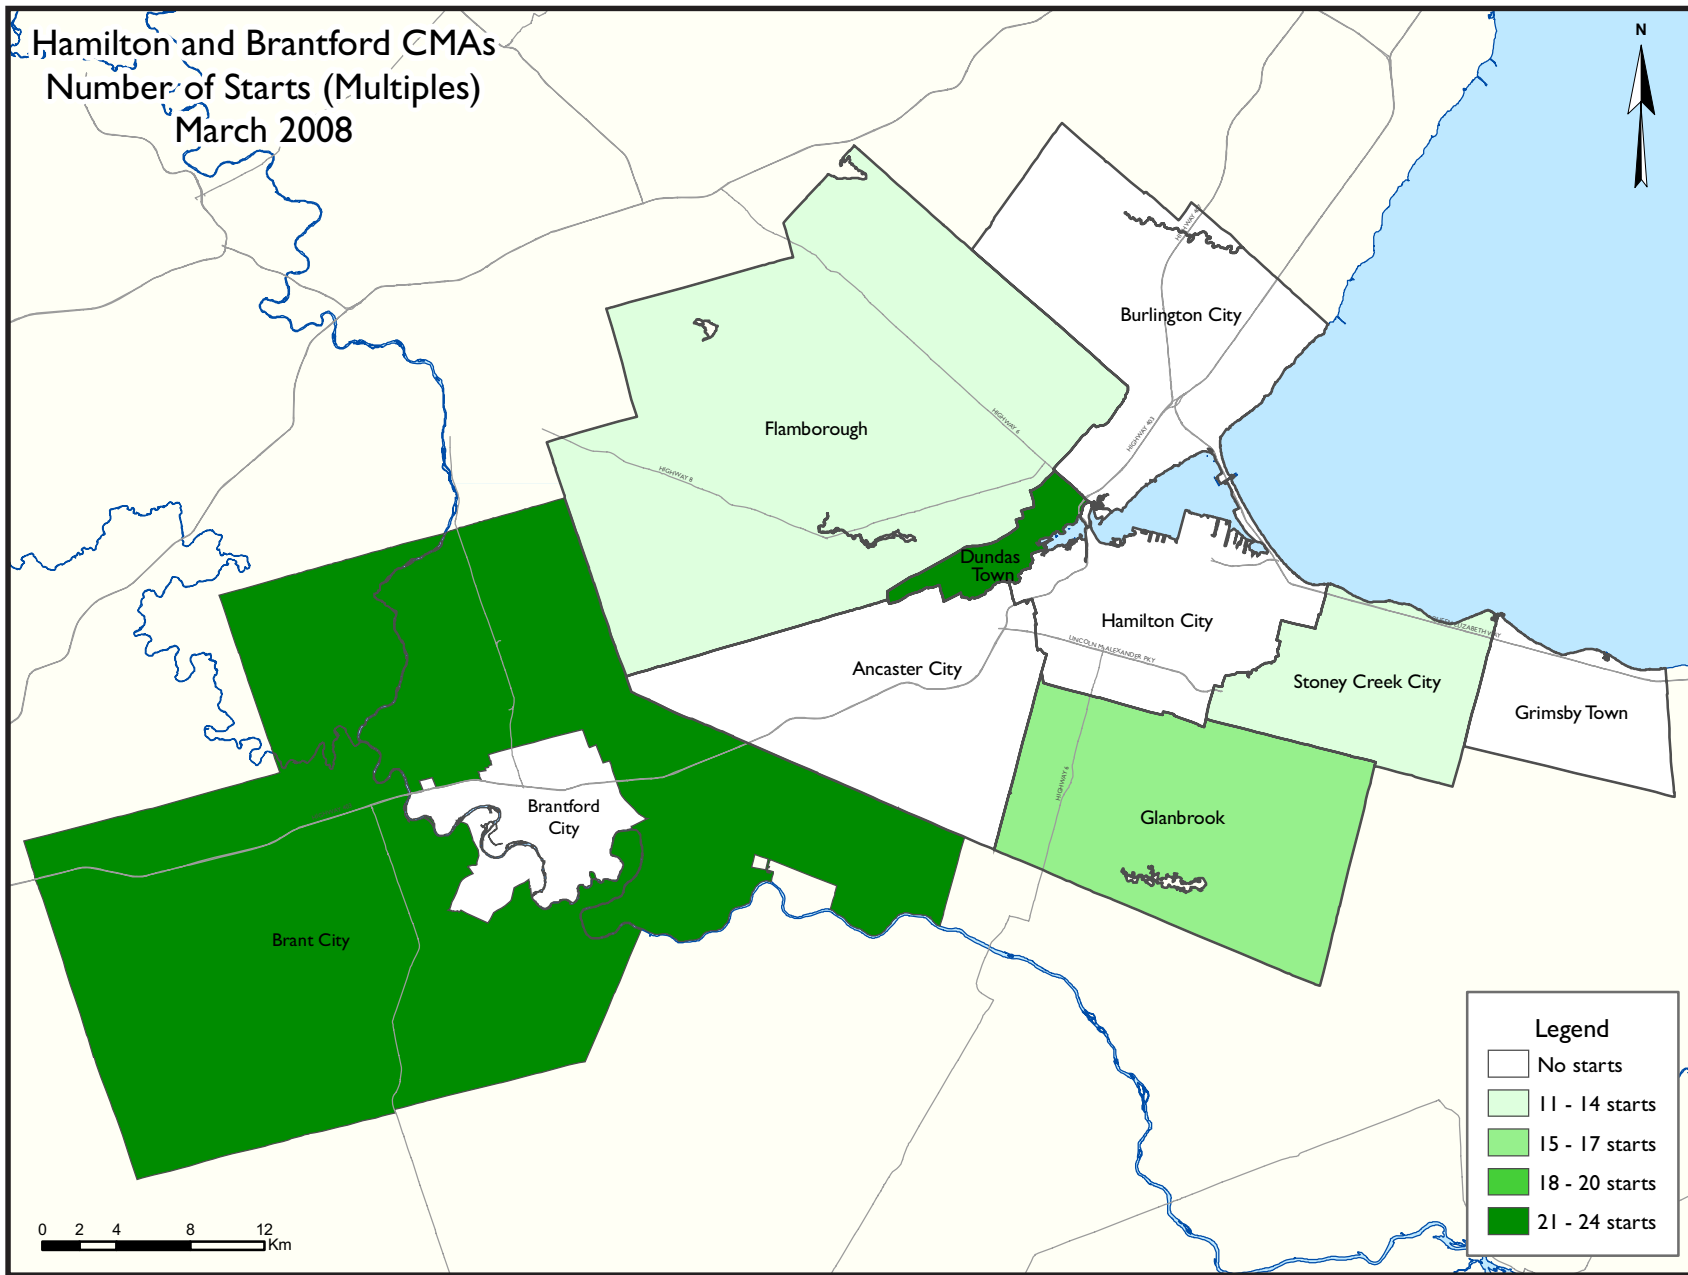 Hamilton and Brantford CMAs
Number of Starts (Multiples)
March 2008
N
HIGHWAY 6
HIGHWAY 403
HIGHWAY 8
Burlington City
Flamborough
Dundas
Town
Hamilton City
LINCOLN M ALEXANDER PKY
Ancaster City
Stoney Creek City
Grimsby Town
HIGHWAY 6
Glanbrook
Brantford
City
Brant City
Legend
No starts
11 - 14 starts
15 - 17 starts
18 - 20 starts
21 - 24 starts
0 2 4 8 12
Km